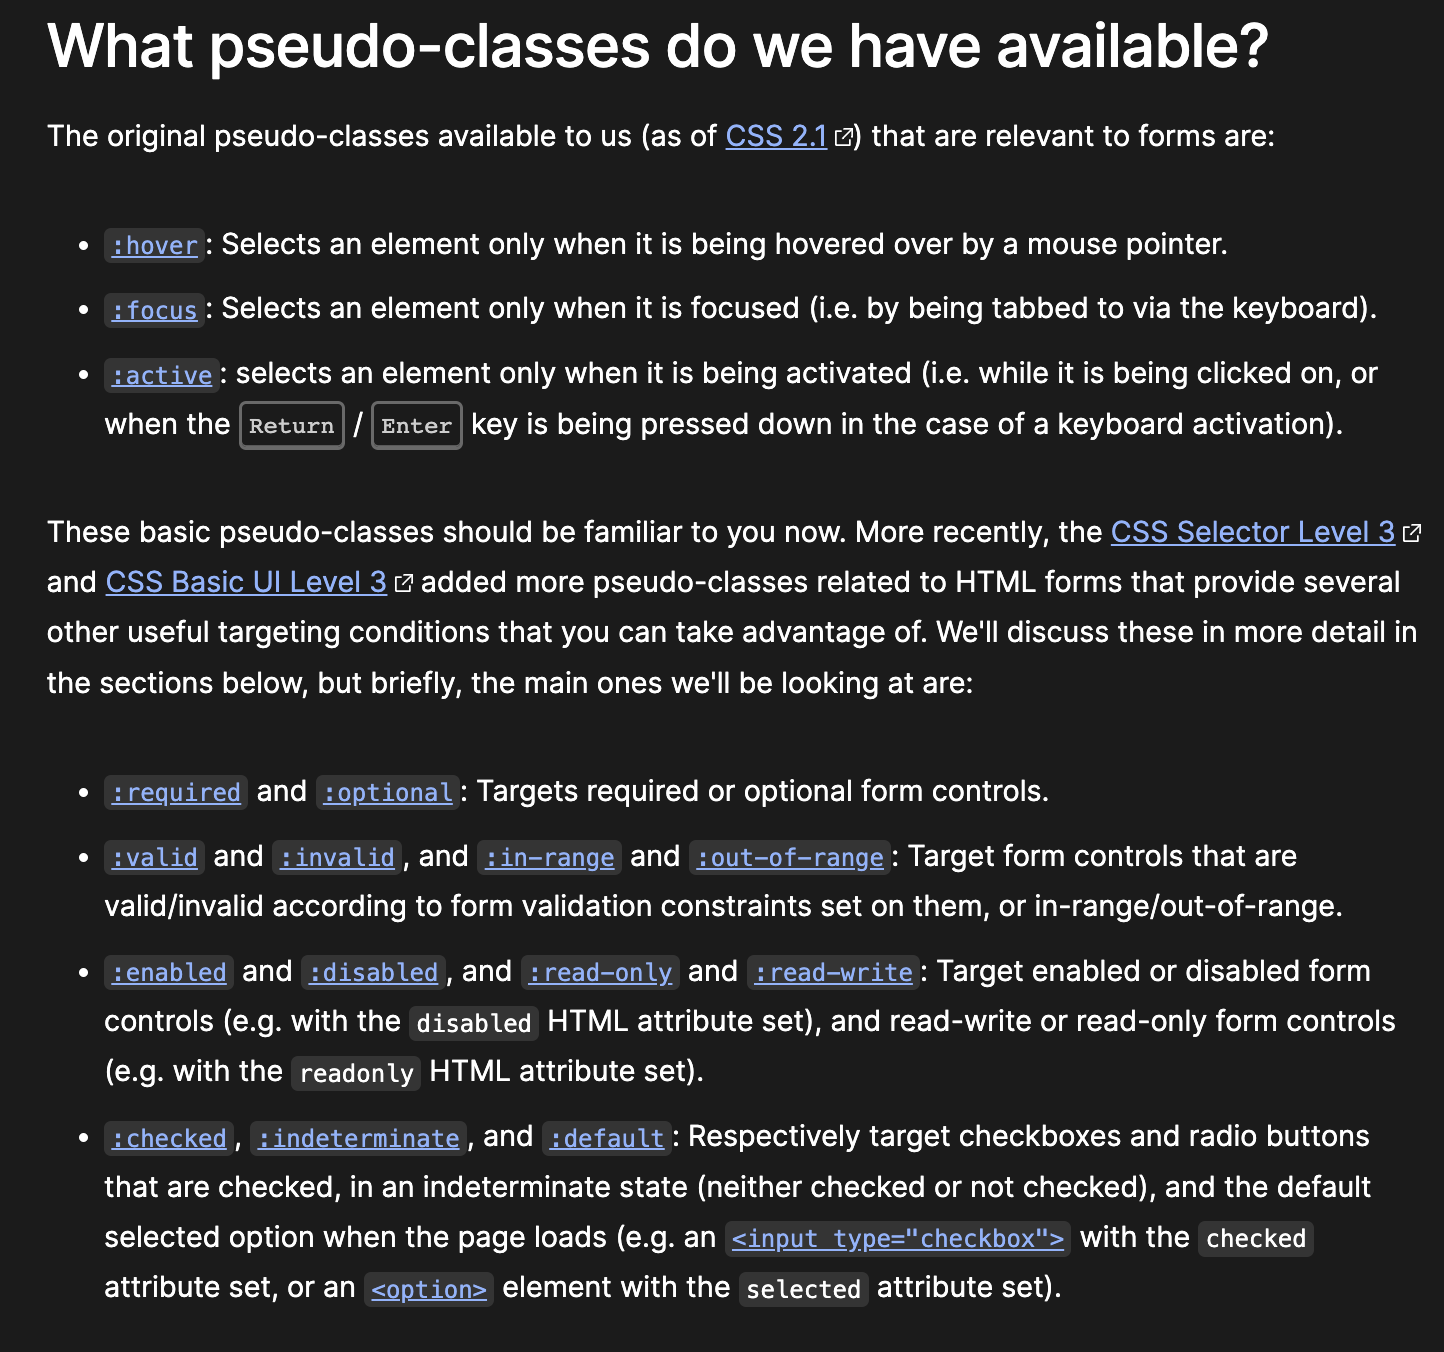 What pseudo-classes do we have available?
The original pseudo-classes available to us (as of CSS 2.1) that are relevant to forms are:
• :hover: Selects an element only when it is being hovered over by a mouse pointer.
• :focus: Selects an element only when it is focused (i.e. by being tabbed to via the keyboard).
• :active: selects an element only when it is being activated (i.e. while it is being clicked on, or
when the Return / Enter key is being pressed down in the case of a keyboard activation).
These basic pseudo-classes should be familiar to you now. More recently, the CSS Selector Level 3
and CSS Basic UI Level 3 added more pseudo-classes related to HTML forms that provide several
other useful targeting conditions that you can take advantage of. We'll discuss these in more detail in
the sections below, but briefly, the main ones we'll be looking at are:
• :required and :optional: Targets required or optional form controls.
• :valid and :invalid, and :in-range and :out-of-range: Target form controls that are
valid/invalid according to form validation constraints set on them, or in-range/out-of-range.
• :enabled and :disabled, and :read-only and :read-write: Target enabled or disabled form
controls (e.g. with the disabled HTML attribute set), and read-write or read-only form controls
(e.g. with the readonly HTML attribute set).
• :checked, :indeterminate, and :default: Respectively target checkboxes and radio buttons
that are checked, in an indeterminate state (neither checked or not checked), and the default
selected option when the page loads (e.g. an <input type="checkbox"> with the checked
attribute set, or an <option> element with the selected attribute set).